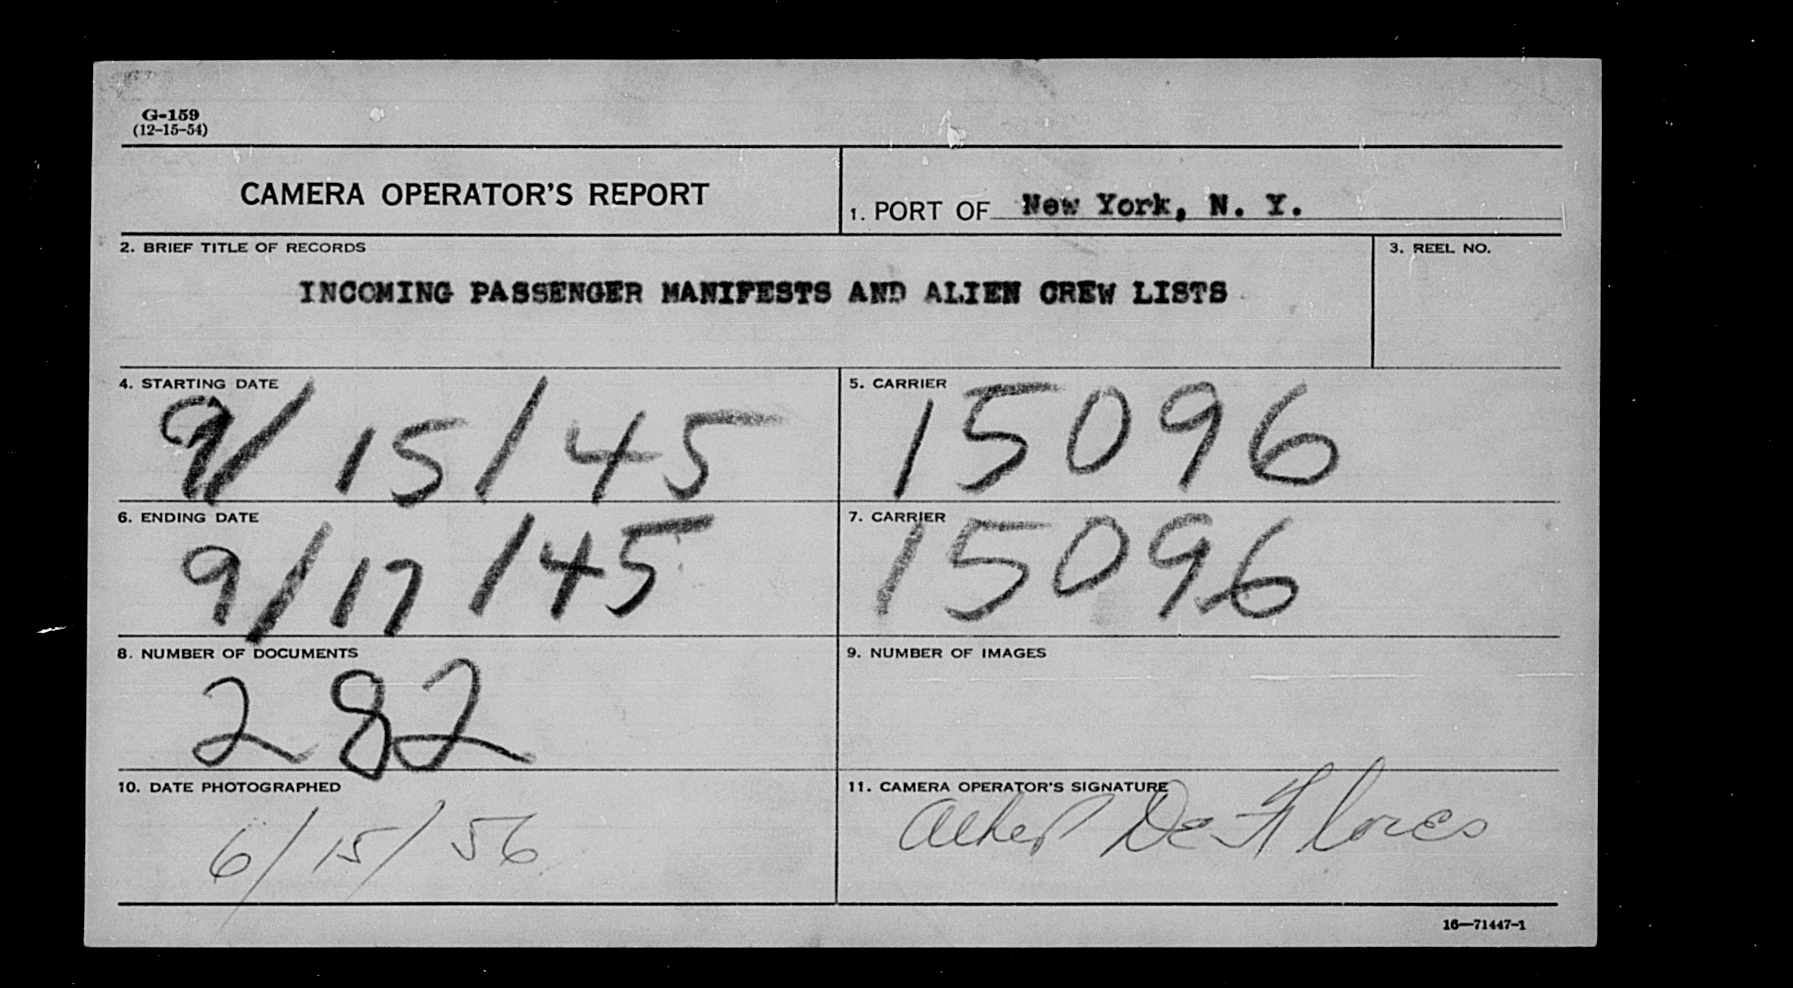 G-159
(12-15-54)
CAMERA OPERATOR'S REPORT
1. PORT OF New York, N. Y.
2. BRIEF TITLE OF RECORDS
INCOMING PASSENGER MANIFESTS AND ALIEN CREW LISTS
3. REEL NO.
4. STARTING DATE
9/15/45
5. CARRIER
15096
6. ENDING DATE
9/17/45
7. CARRIER
15096
8. NUMBER OF DOCUMENTS
282
9. NUMBER OF IMAGES
10. DATE PHOTOGRAPHED
6/15/56
11. CAMERA OPERATOR'S SIGNATURE
De Flores
16—71447-1